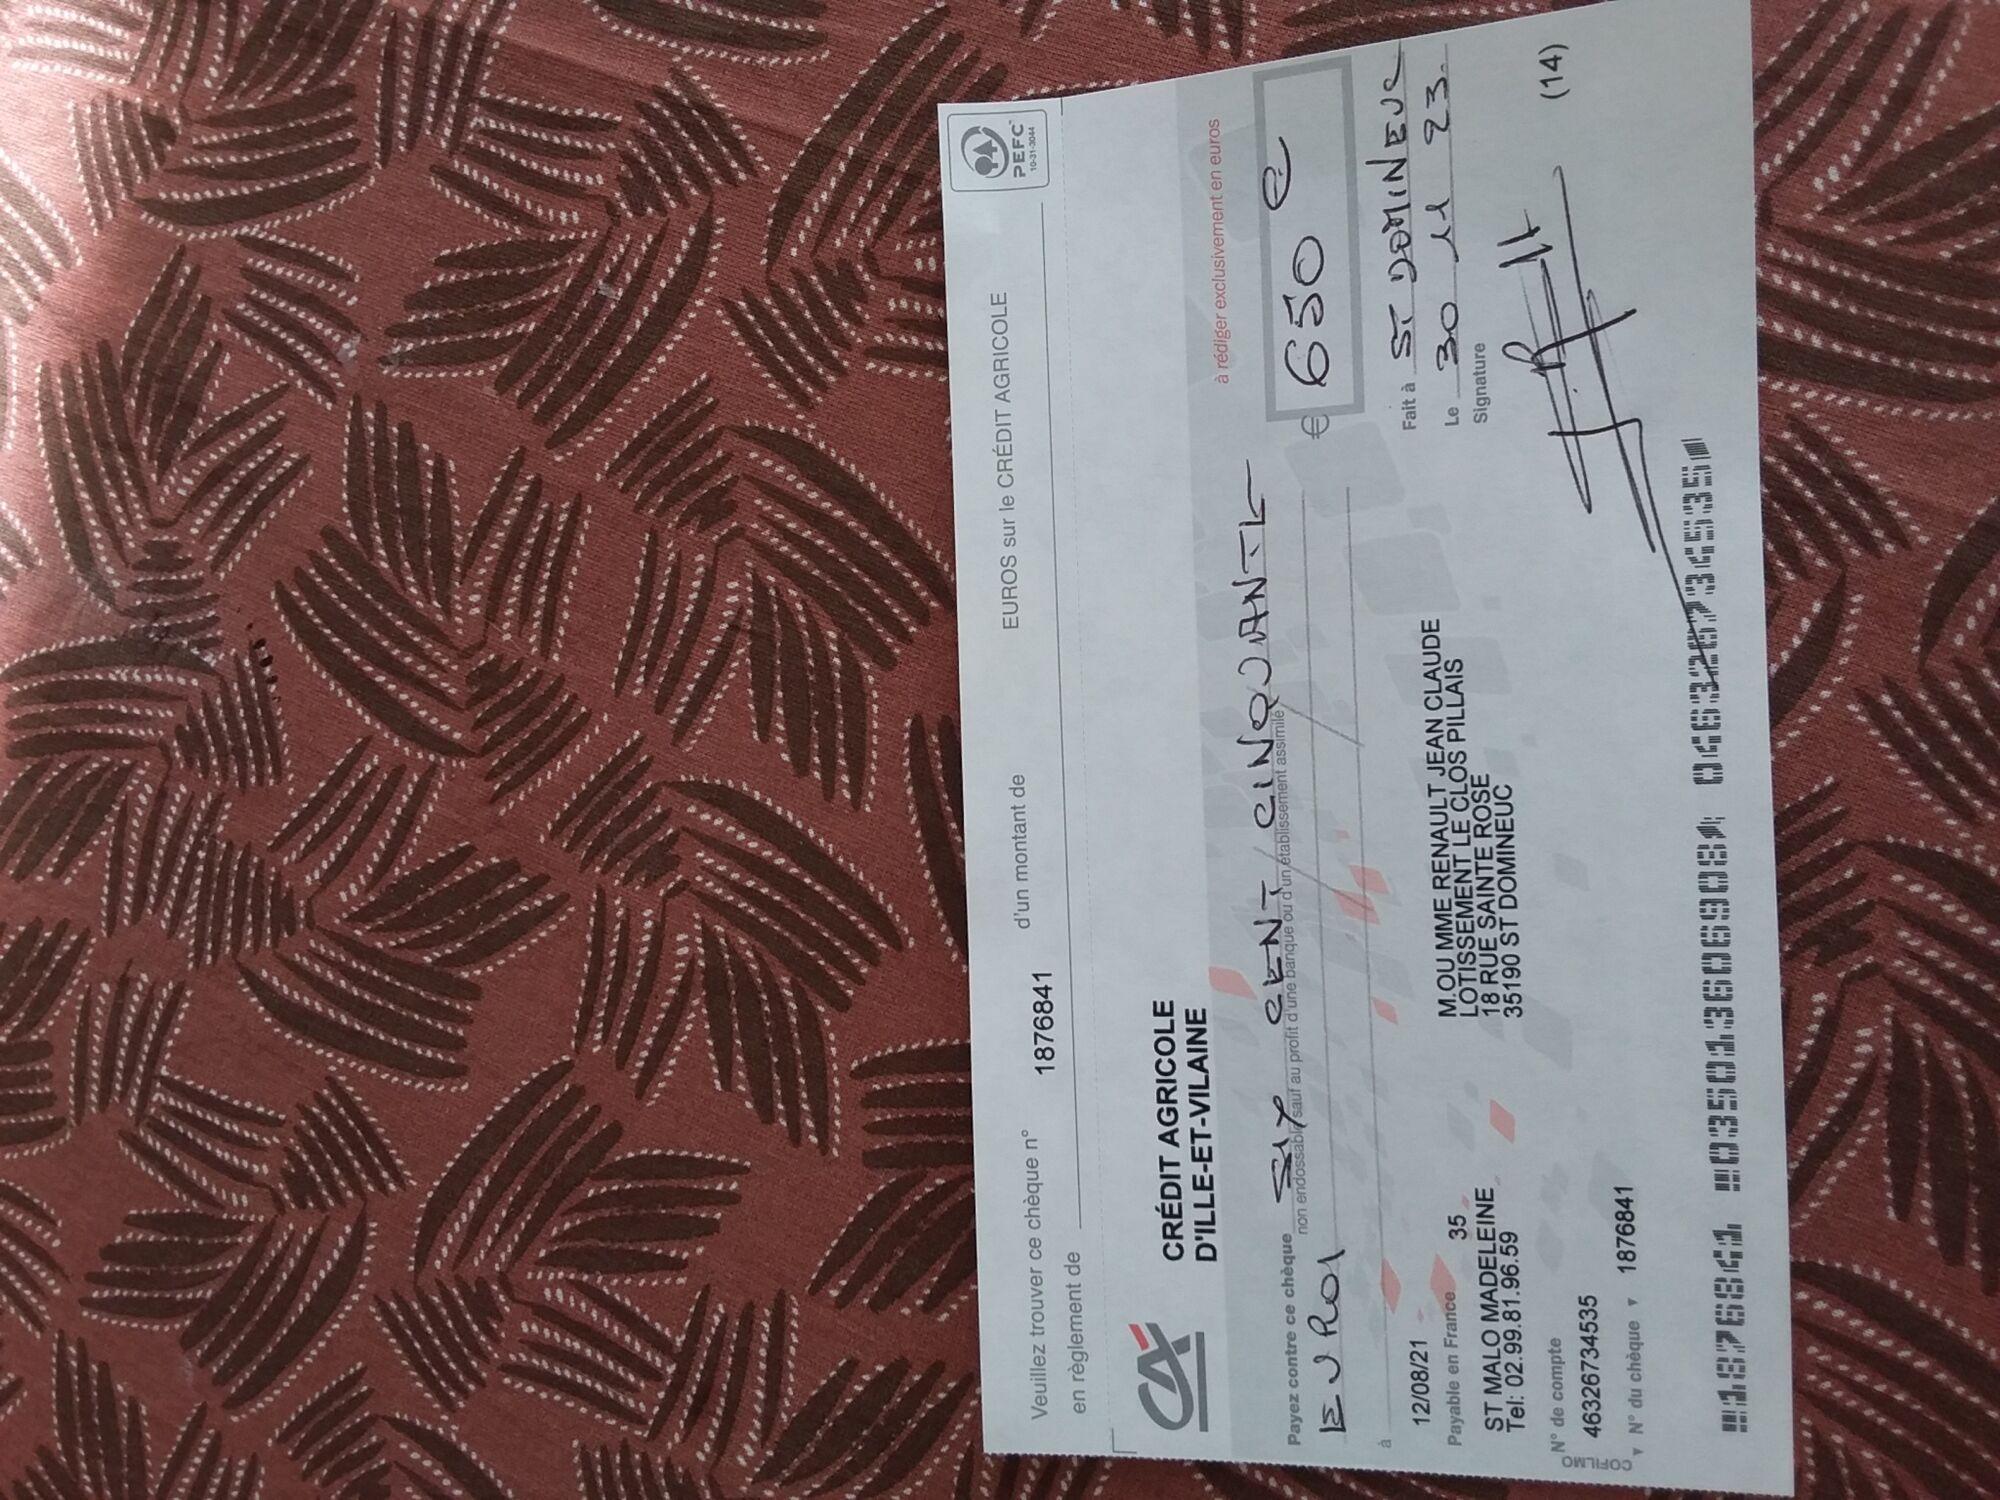 Veuillez trouver ce chèque n° 1876841 d'un montant de EUROS sur le CRÉDIT AGRICOLE
en règlement de
PEFC™
10-31-3044
CA
CRÉDIT AGRICOLE
D'ILLE-ET-VILAINE
à rédiger exclusivement en euros
Payez contre ce chèque SIX CENT CINQUANTE
non endossable sauf au profit d'une banque ou d'un établissement assimilé
EUROS
€ 650 €
à
Fait à ST DOMINEUC
Le 30 11 23.
Signature
12/08/21
Payable en France 35
ST MALO MADELEINE
Tel: 02.99.81.96.59
M.OU MME RENAULT JEAN CLAUDE
LOTISSEMENT LE CLOS PILLAIS
18 RUE SAINTE ROSE
35190 ST DOMINEUC
N° de compte
46326734535
N° du chèque 1876841
COFILMO
(14)
1876841 035013606908 046326734535